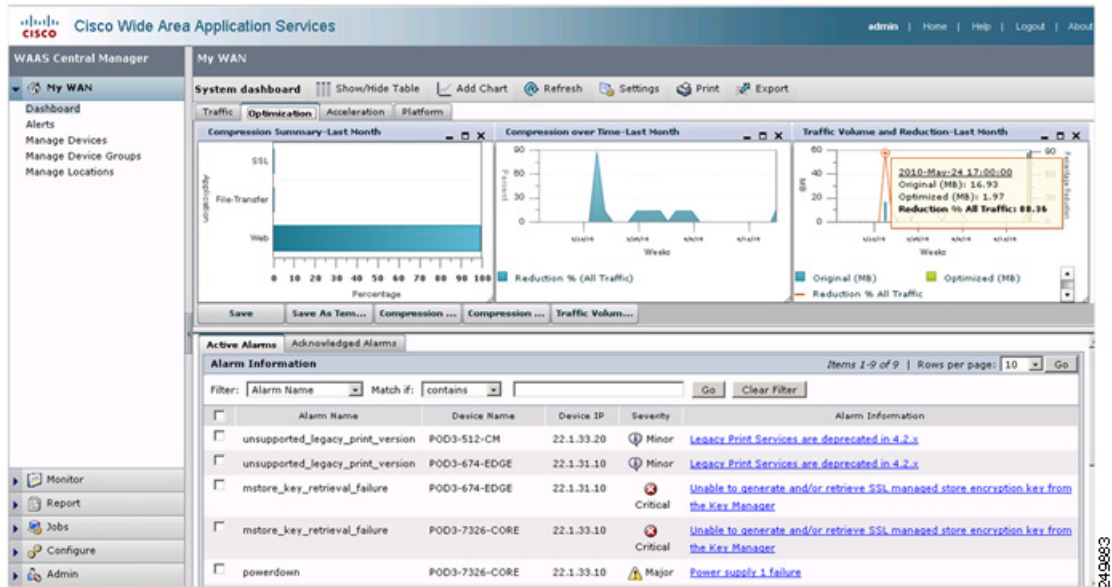 CISCO
Cisco Wide Area Application Services
admin | Home | Help | Logout | About
WAAS Central Manager
My WAN
My WAN
Dashboard
Alerts
Manage Devices
Manage Device Groups
Manage Locations
Monitor
Report
Jobs
Configure
Admin
System dashboard
Show/Hide Table
Add Chart
Refresh
Settings
Print
Export
Traffic
Optimization
Acceleration
Platform
Compression Summary-Last Month
Application
SSL
File-Transfer
Web
0 10 20 30 40 50 60 70 80 90 100
Percentage
Compression over Time-Last Month
Percent
90
60
30
0
Weeks
Reduction % (All Traffic)
Traffic Volume and Reduction-Last Month
MB
60
40
20
0
90
60
Percentage Reduction
2010-May-24 17:00:00
Original (MB): 16.93
Optimized (MB): 1.97
Reduction % All Traffic: 88.36
Weeks
Original (MB)
Optimized (MB)
Reduction % All Traffic
Save
Save As Tem...
Compression ...
Compression ...
Traffic Volum...
Active Alarms
Acknowledged Alarms
Alarm Information
Items 1-9 of 9 | Rows per page: 10 Go
Filter: Alarm Name Match if: contains Go Clear Filter
Alarm Name Device Name Device IP Severity Alarm Information
unsupported_legacy_print_version POD3-512-CM 22.1.33.20 Minor Legacy Print Services are deprecated in 4.2.x
unsupported_legacy_print_version POD3-674-EDGE 22.1.31.10 Minor Legacy Print Services are deprecated in 4.2.x
mstore_key_retrieval_failure POD3-674-EDGE 22.1.31.10 Critical Unable to generate and/or retrieve SSL managed store encryption key from
the Key Manager
mstore_key_retrieval_failure POD3-7326-CORE 22.1.33.10 Critical Unable to generate and/or retrieve SSL managed store encryption key from
the Key Manager
powerdown POD3-7326-CORE 22.1.33.10 Major Power supply 1 failure
249883